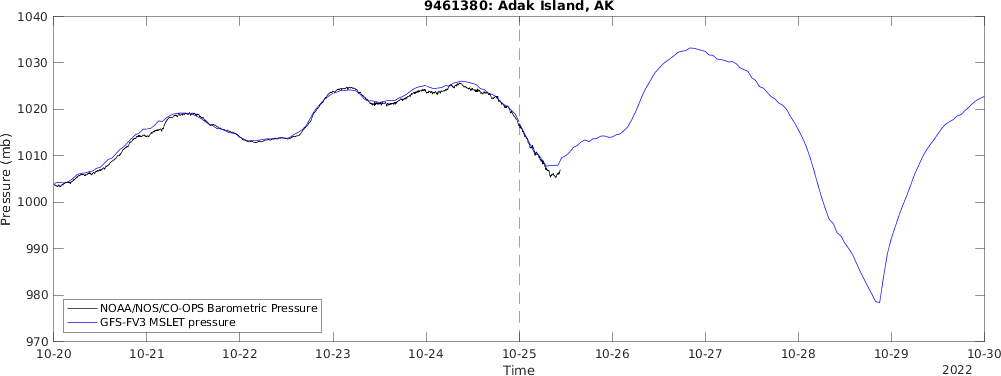 9461380: Adak Island, AK
1040
1030
1020
1010
1000
990
980
970
Pressure (mb)
NOAA/NOS/CO-OPS Barometric Pressure
GFS-FV3 MSLET pressure
10-20 10-21 10-22 10-23 10-24 10-25 10-26 10-27 10-28 10-29 10-30
Time
2022